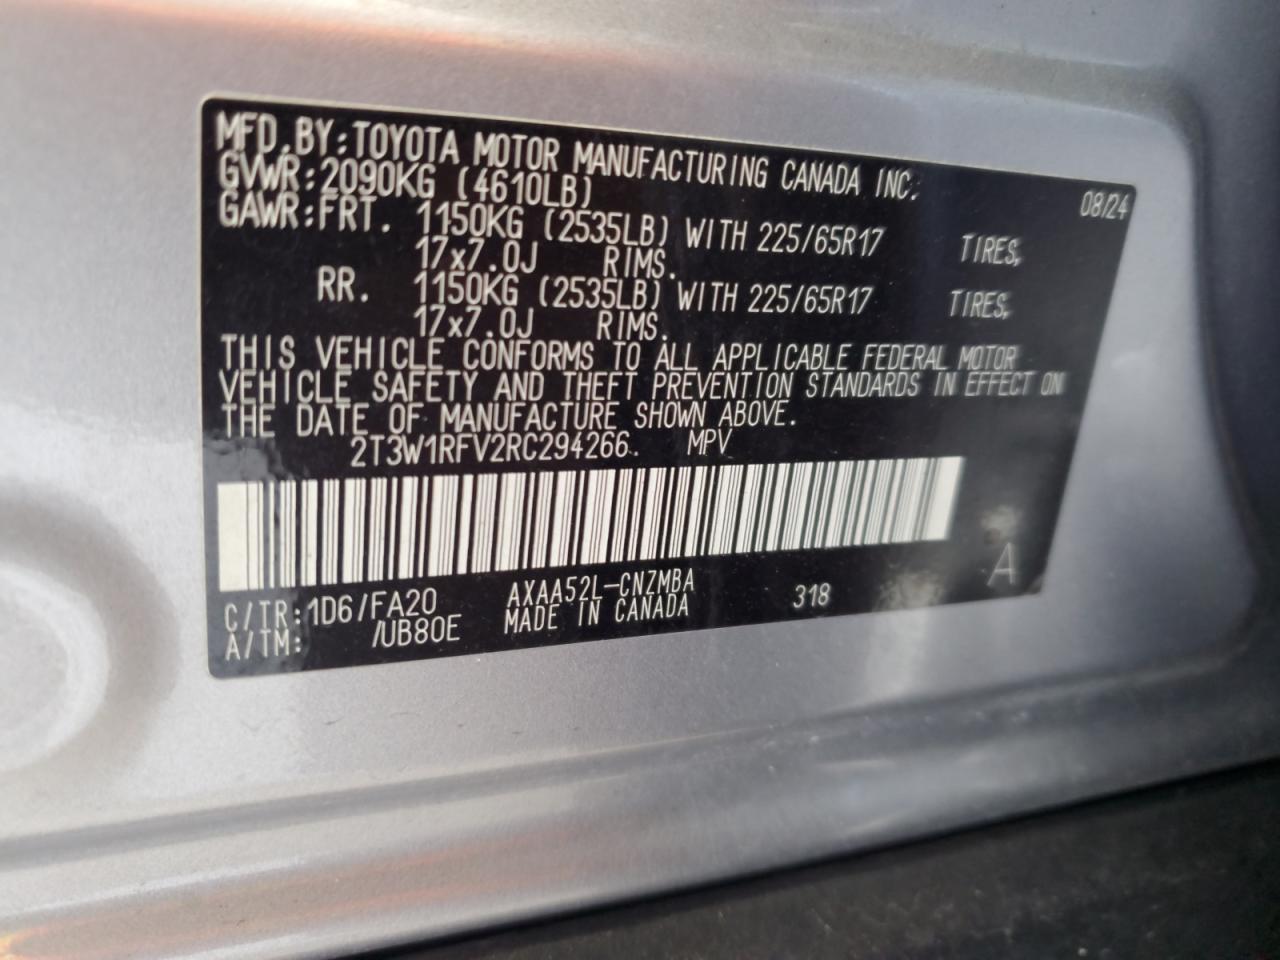 MFD.BY:TOYOTA MOTOR MANUFACTURING CANADA INC. 08/24
GVWR:2090KG (4610LB)
GAWR:FRT. 1150KG (2535LB) WITH 225/65R17 TIRES,
17x7.0J RIMS.
RR. 1150KG (2535LB) WITH 225/65R17 TIRES,
17x7.0J RIMS.
THIS VEHICLE CONFORMS TO ALL APPLICABLE FEDERAL MOTOR
VEHICLE SAFETY AND THEFT PREVENTION STANDARDS IN EFFECT ON
THE DATE OF MANUFACTURE SHOWN ABOVE.
2T3W1RFV2RC294266. MPV
A
C/TR:1D6/FA20 AXAA52L-CNZMBA 318
A/TM: /UB80E MADE IN CANADA